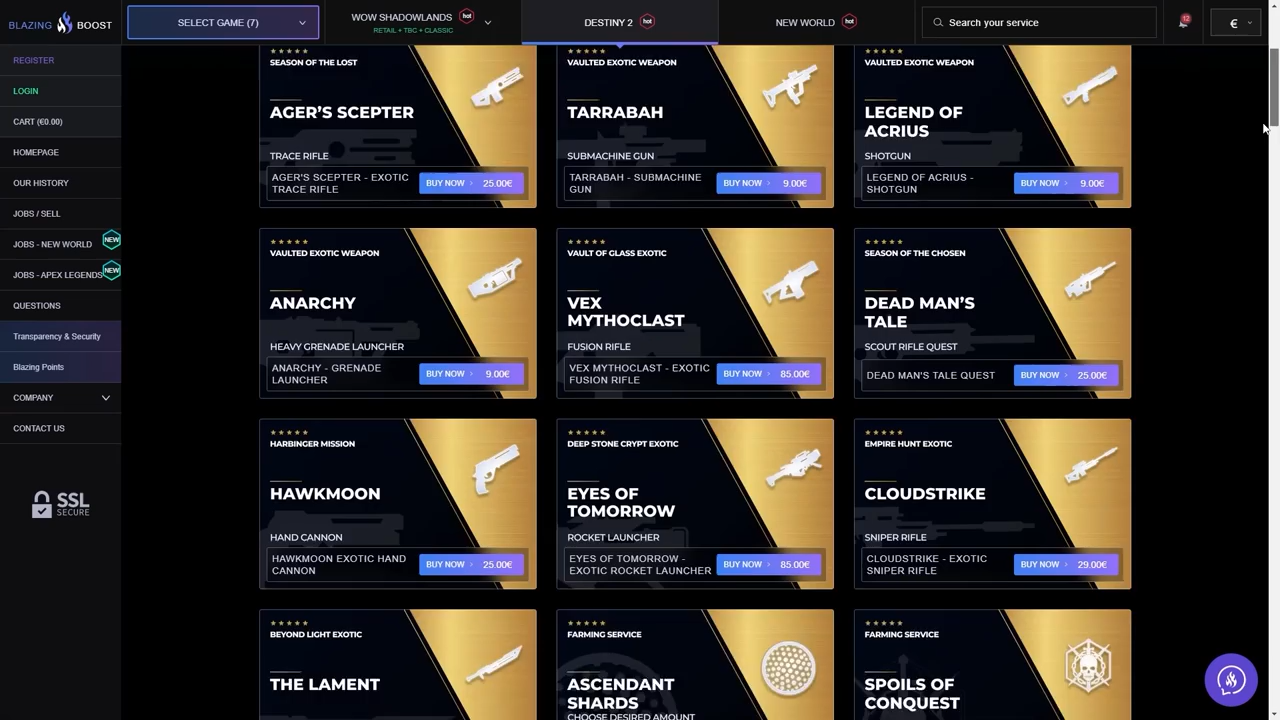 BLAZING BOOST
SELECT GAME (7)
WOW SHADOWLANDS
hot
RETAIL + TBC + CLASSIC
DESTINY 2
hot
NEW WORLD
hot
Search your service
12
€
REGISTER
LOGIN
CART (€0.00)
HOMEPAGE
OUR HISTORY
JOBS / SELL
JOBS - NEW WORLD
NEW
JOBS - APEX LEGENDS
NEW
QUESTIONS
Transparency & Security
Blazing Points
COMPANY
CONTACT US
SSL
SECURE
SEASON OF THE LOST
AGER'S SCEPTER
TRACE RIFLE
AGER'S SCEPTER - EXOTIC
TRACE RIFLE
BUY NOW 25.00€
VAULTED EXOTIC WEAPON
TARRABAH
SUBMACHINE GUN
TARRABAH - SUBMACHINE
GUN
BUY NOW 9.00€
VAULTED EXOTIC WEAPON
LEGEND OF
ACRIUS
SHOTGUN
LEGEND OF ACRIUS -
SHOTGUN
BUY NOW 9.00€
VAULTED EXOTIC WEAPON
ANARCHY
HEAVY GRENADE LAUNCHER
ANARCHY - GRENADE
LAUNCHER
BUY NOW 9.00€
VAULT OF GLASS EXOTIC
VEX
MYTHOCLAST
FUSION RIFLE
VEX MYTHOCLAST - EXOTIC
FUSION RIFLE
BUY NOW 85.00€
SEASON OF THE CHOSEN
DEAD MAN'S
TALE
SCOUT RIFLE QUEST
DEAD MAN'S TALE QUEST
BUY NOW 25.00€
HARBINGER MISSION
HAWKMOON
HAND CANNON
HAWKMOON EXOTIC HAND
CANNON
BUY NOW 25.00€
DEEP STONE CRYPT EXOTIC
EYES OF
TOMORROW
ROCKET LAUNCHER
EYES OF TOMORROW -
EXOTIC ROCKET LAUNCHER
BUY NOW 85.00€
EMPIRE HUNT EXOTIC
CLOUDSTRIKE
SNIPER RIFLE
CLOUDSTRIKE - EXOTIC
SNIPER RIFLE
BUY NOW 29.00€
BEYOND LIGHT EXOTIC
THE LAMENT
FARMING SERVICE
ASCENDANT
SHARDS
CHOOSE DESIRED AMOUNT
FARMING SERVICE
SPOILS OF
CONQUEST